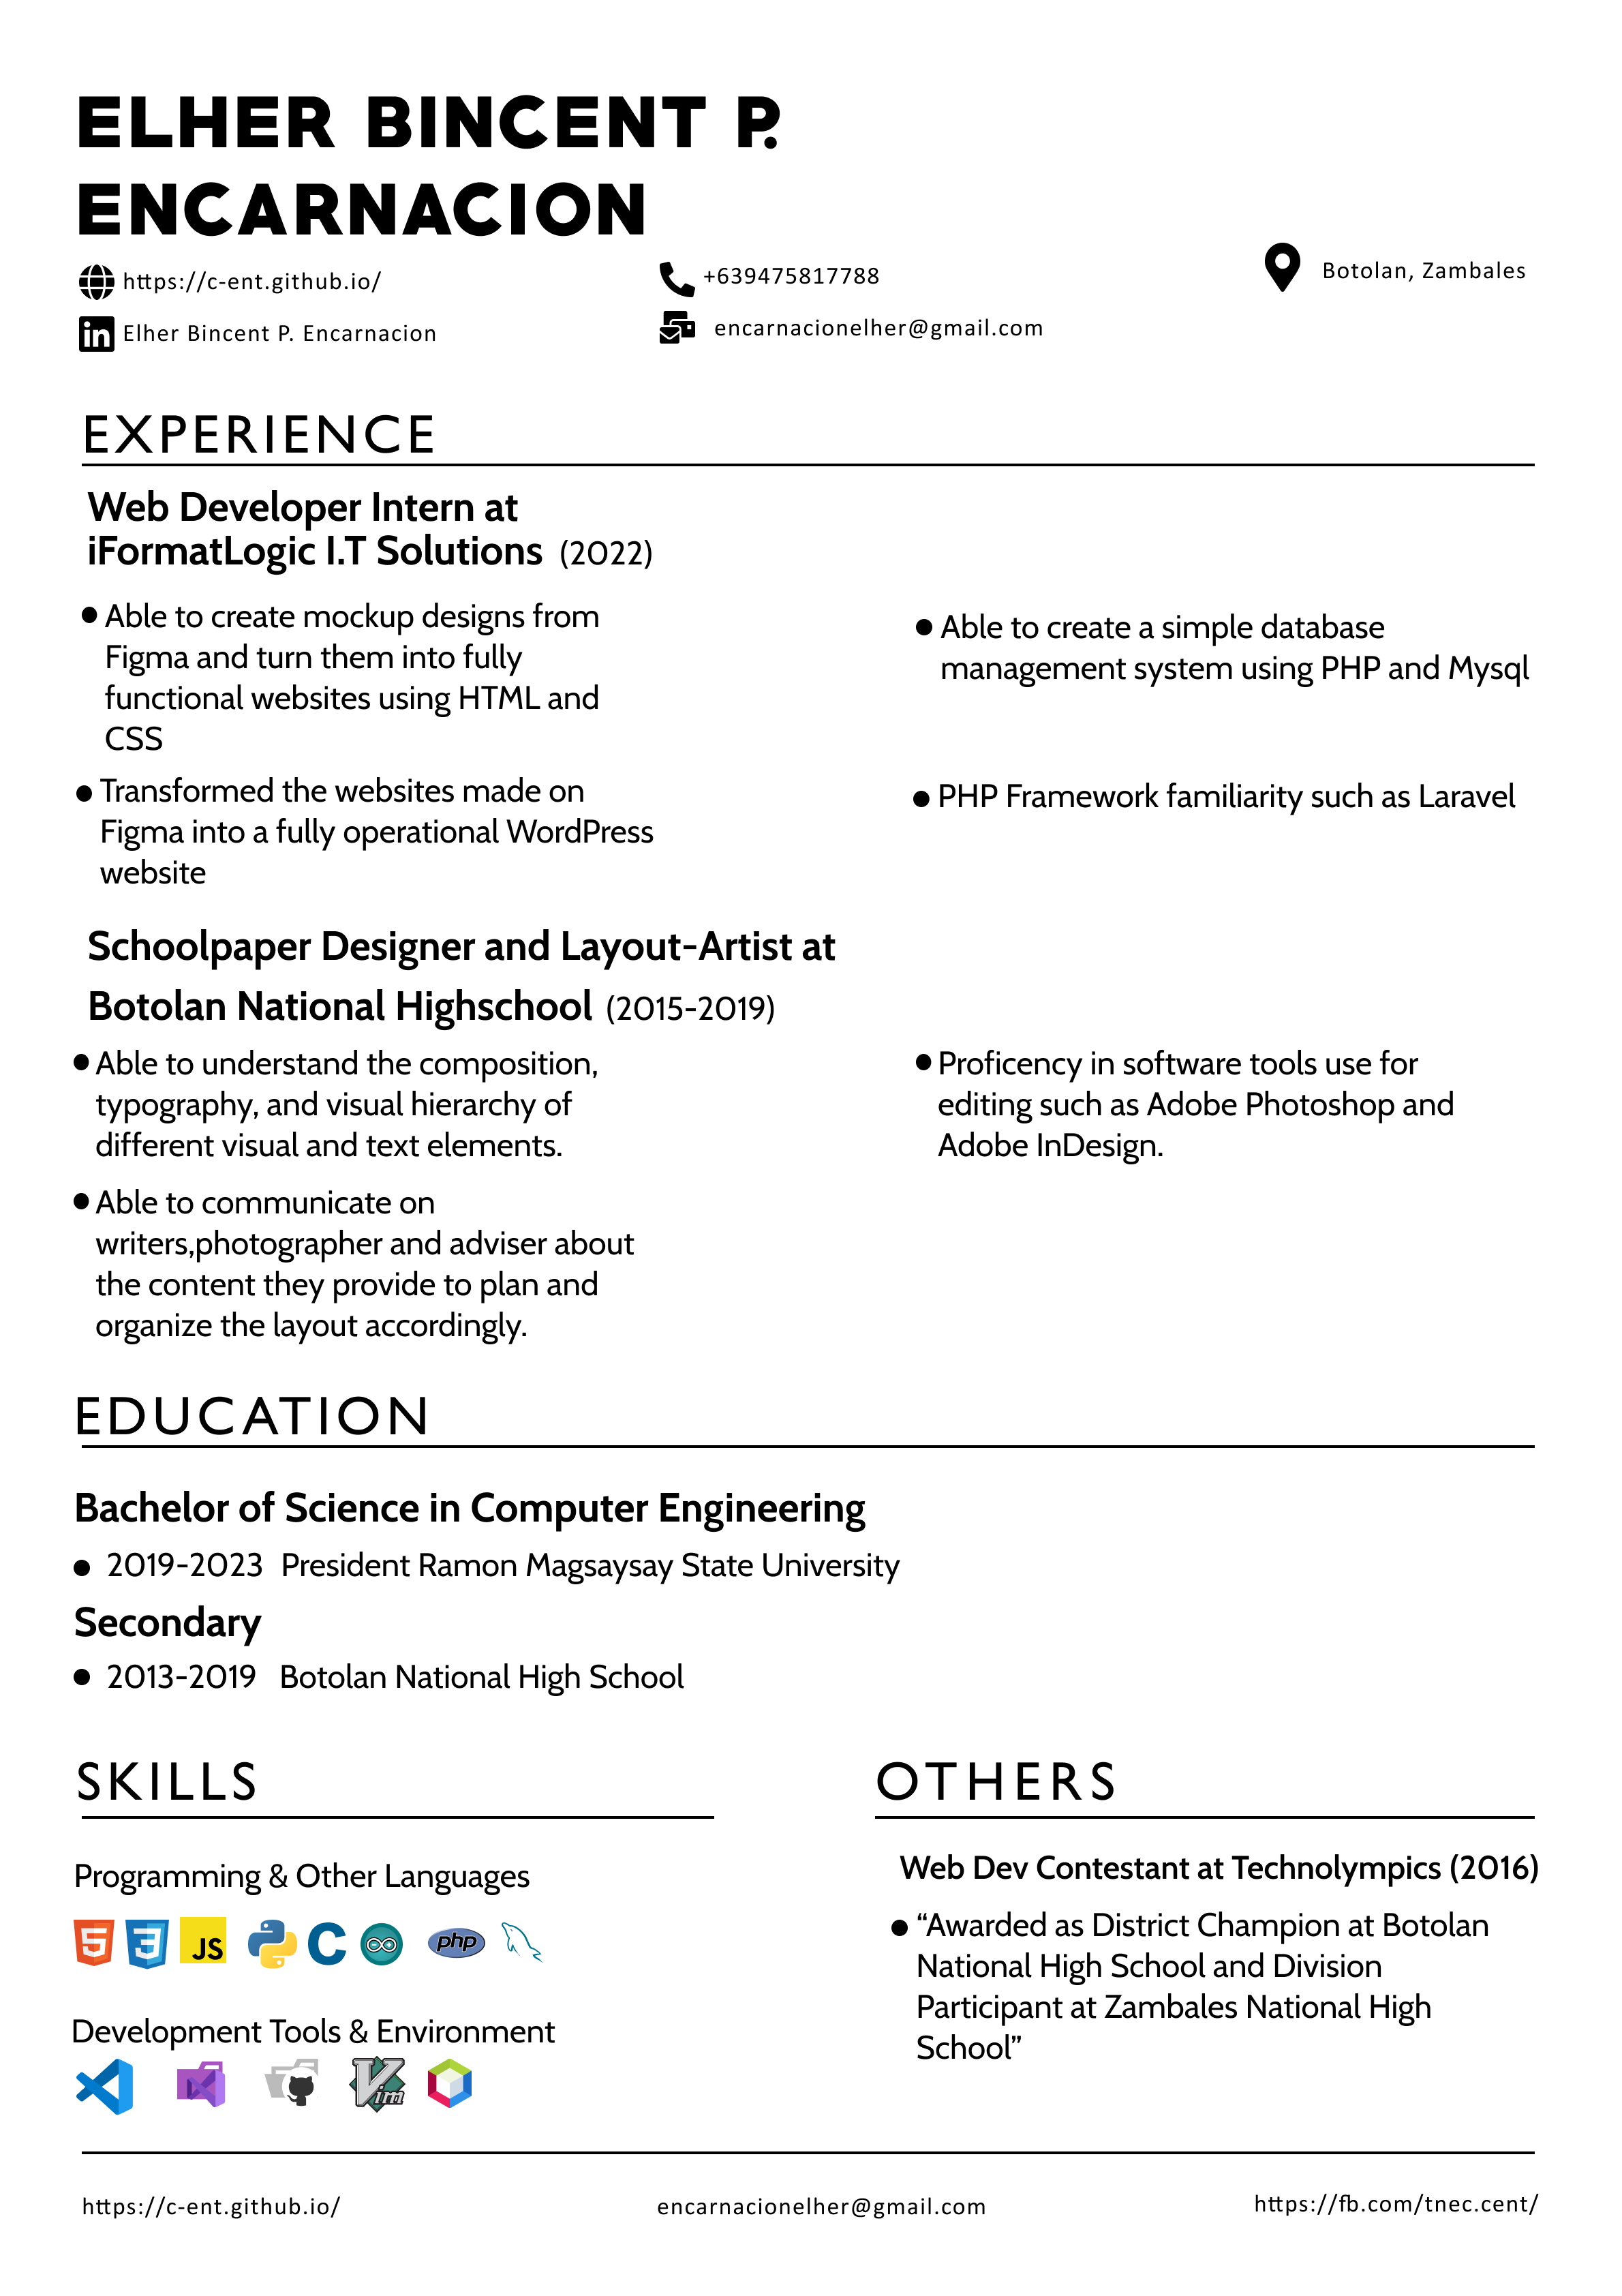 ELHER BINCENT P.
ENCARNACION
https://c-ent.github.io/
+639475817788
Botolan, Zambales
Elher Bincent P. Encarnacion
encarnacionelher@gmail.com
EXPERIENCE
Web Developer Intern at
iFormatLogic I.T Solutions (2022)
Able to create mockup designs from
Figma and turn them into fully
functional websites using HTML and
CSS
Able to create a simple database
management system using PHP and Mysql
Transformed the websites made on
Figma into a fully operational WordPress
website
PHP Framework familiarity such as Laravel
Schoolpaper Designer and Layout-Artist at
Botolan National Highschool (2015-2019)
Able to understand the composition,
typography, and visual hierarchy of
different visual and text elements.
Proficency in software tools use for
editing such as Adobe Photoshop and
Adobe InDesign.
Able to communicate on
writers,photographer and adviser about
the content they provide to plan and
organize the layout accordingly.
EDUCATION
Bachelor of Science in Computer Engineering
2019-2023 President Ramon Magsaysay State University
Secondary
2013-2019 Botolan National High School
SKILLS
Programming & Other Languages
5 3 JS C php
Development Tools & Environment
Vim
OTHERS
Web Dev Contestant at Technolympics (2016)
“Awarded as District Champion at Botolan
National High School and Division
Participant at Zambales National High
School”
https://c-ent.github.io/
encarnacionelher@gmail.com
https://fb.com/tnec.cent/